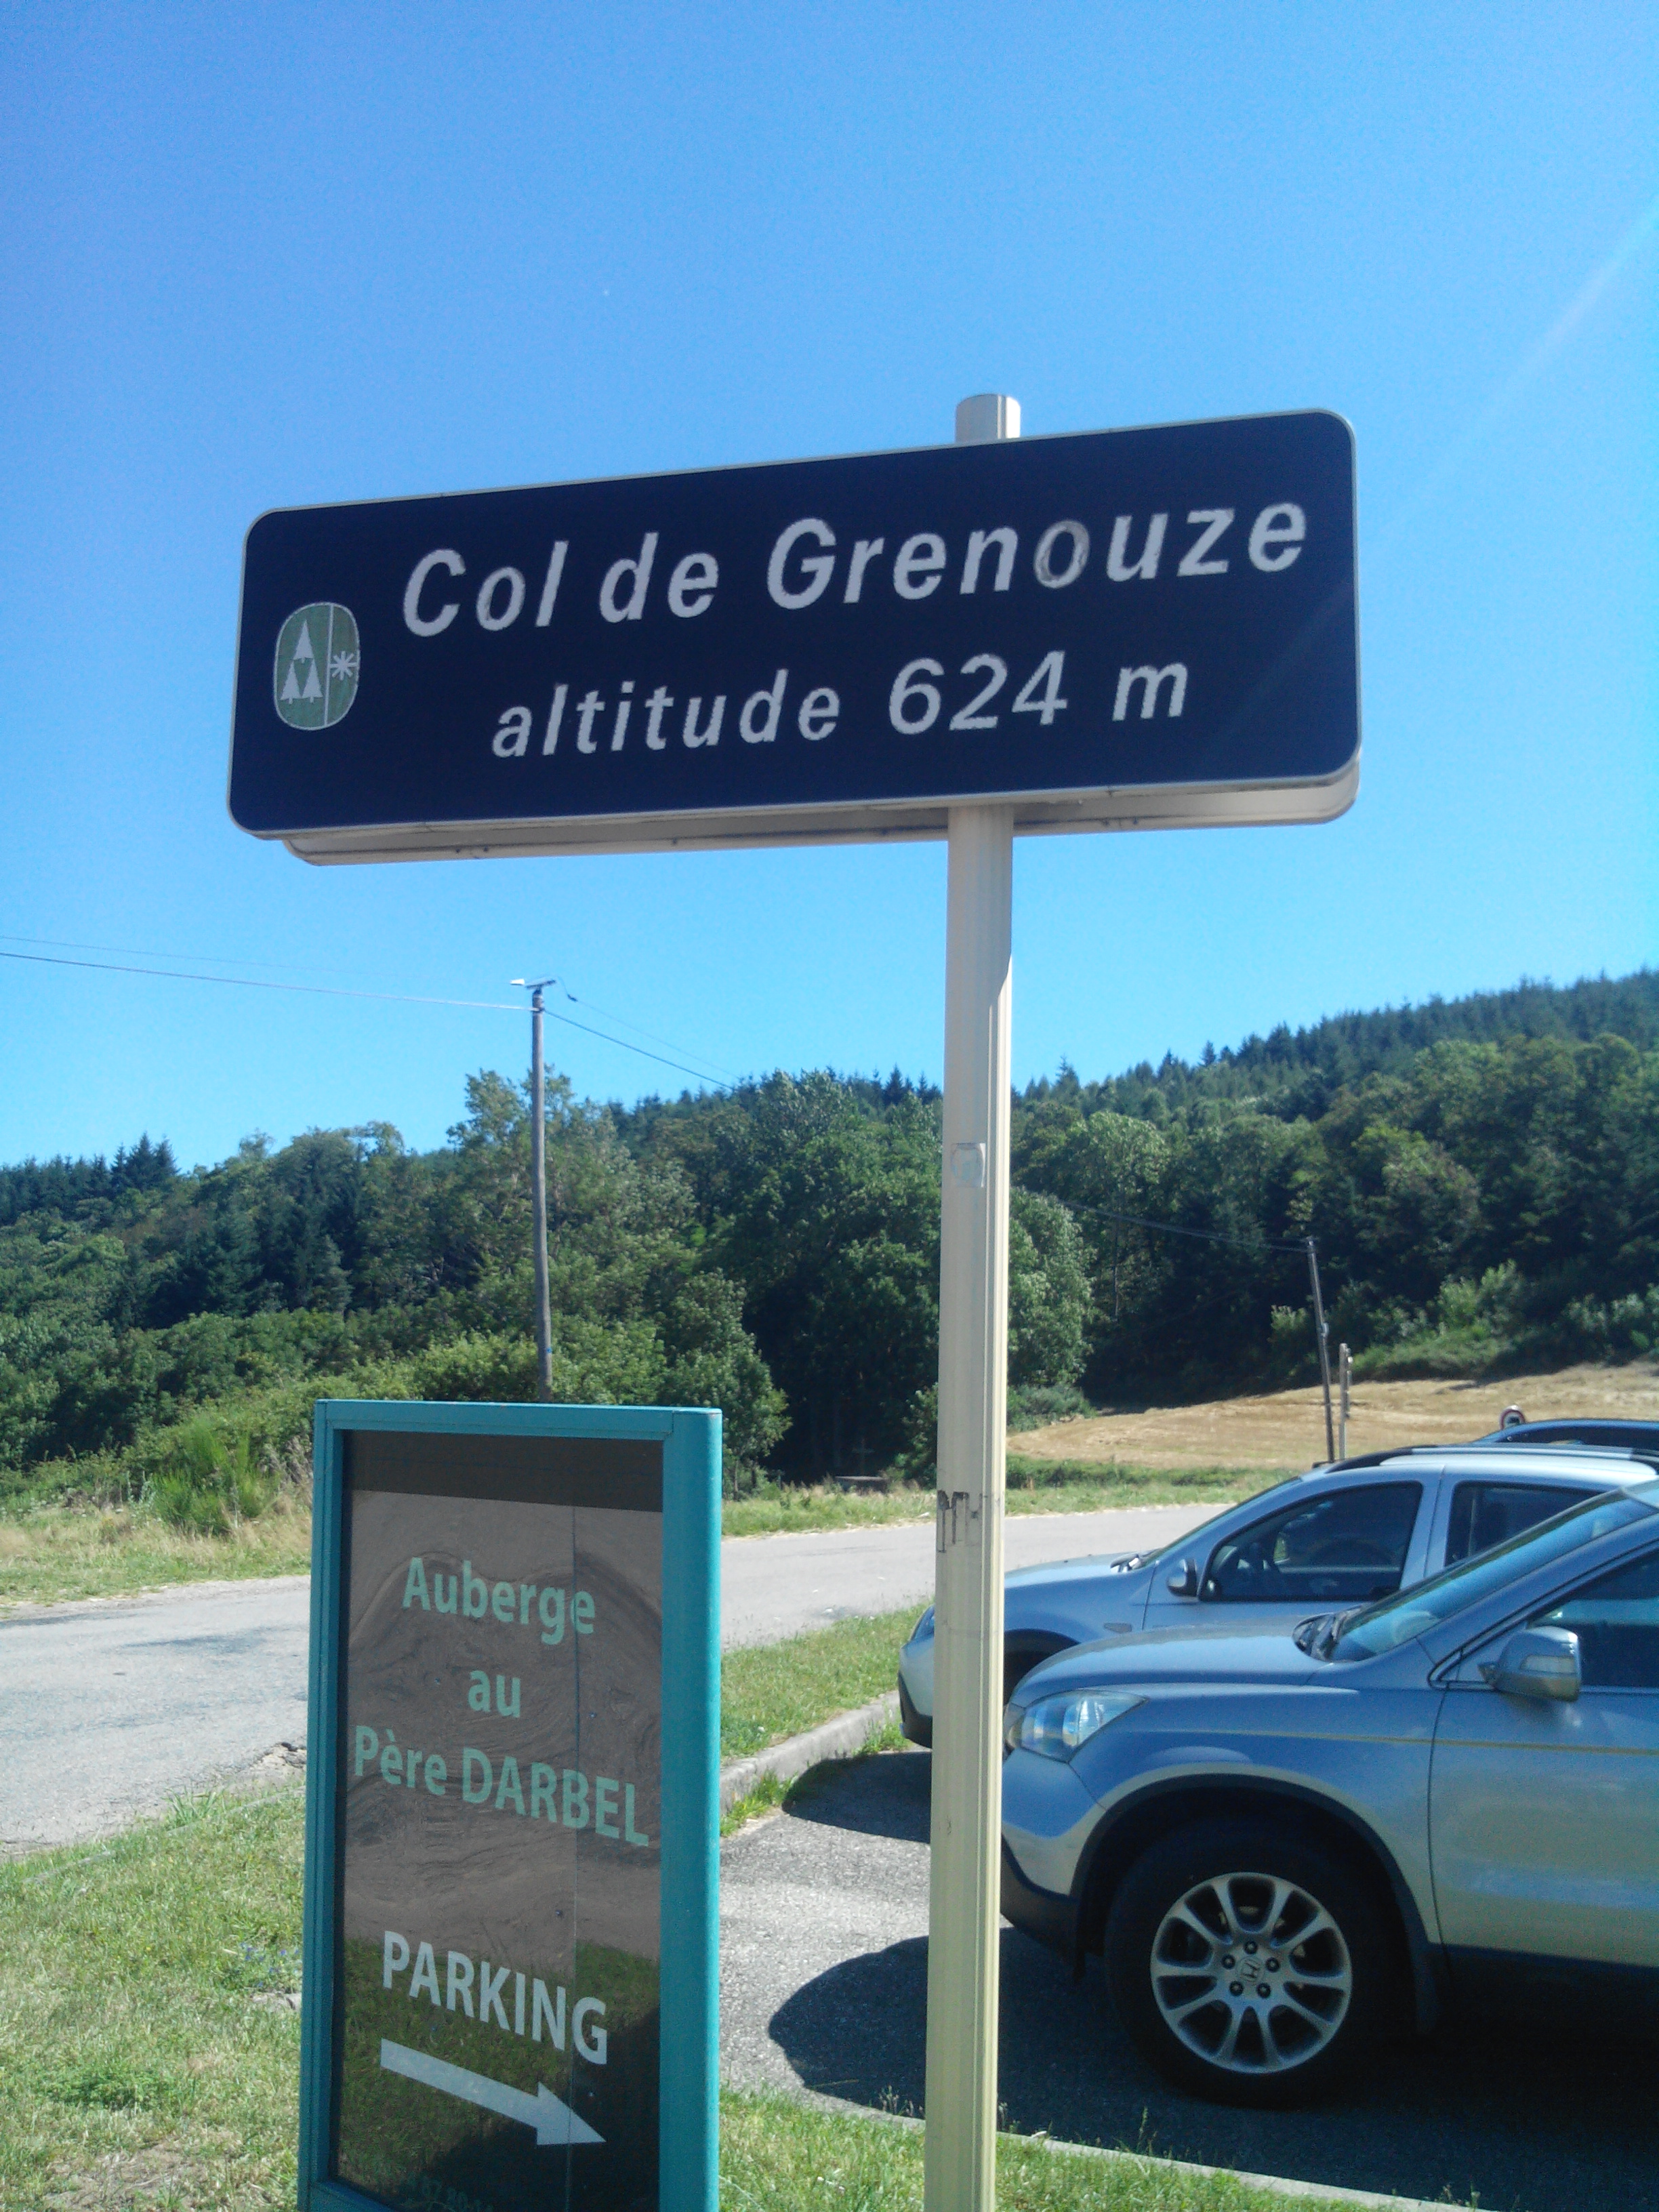 Col de Grenouze
altitude 624 m
Auberge
au
Père DARBEL
PARKING